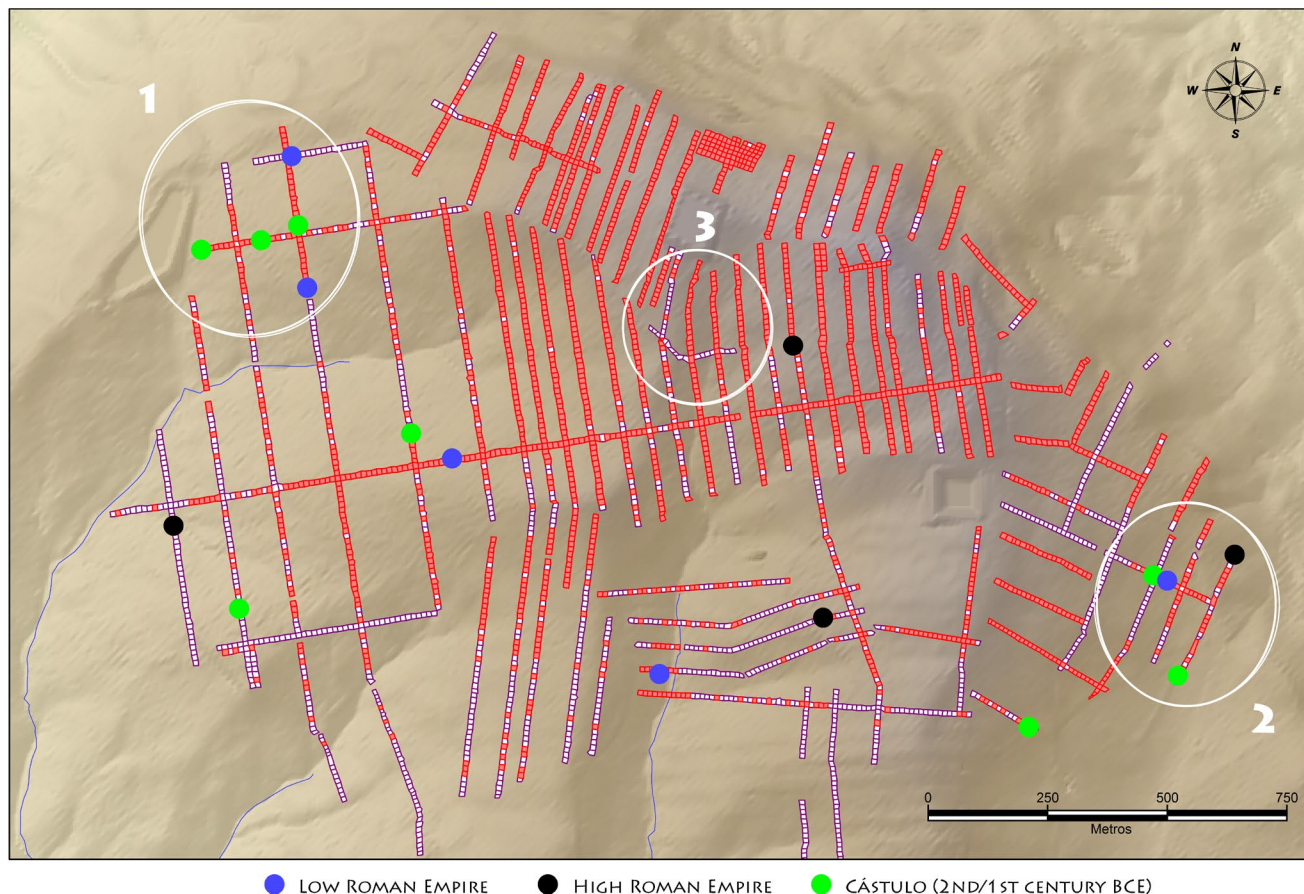 1
N
W E
S
3
2
0 250 500 750
Metros
LOW ROMAN EMPIRE HIGH ROMAN EMPIRE CÁSTULO (2ND/1ST CENTURY BCE)